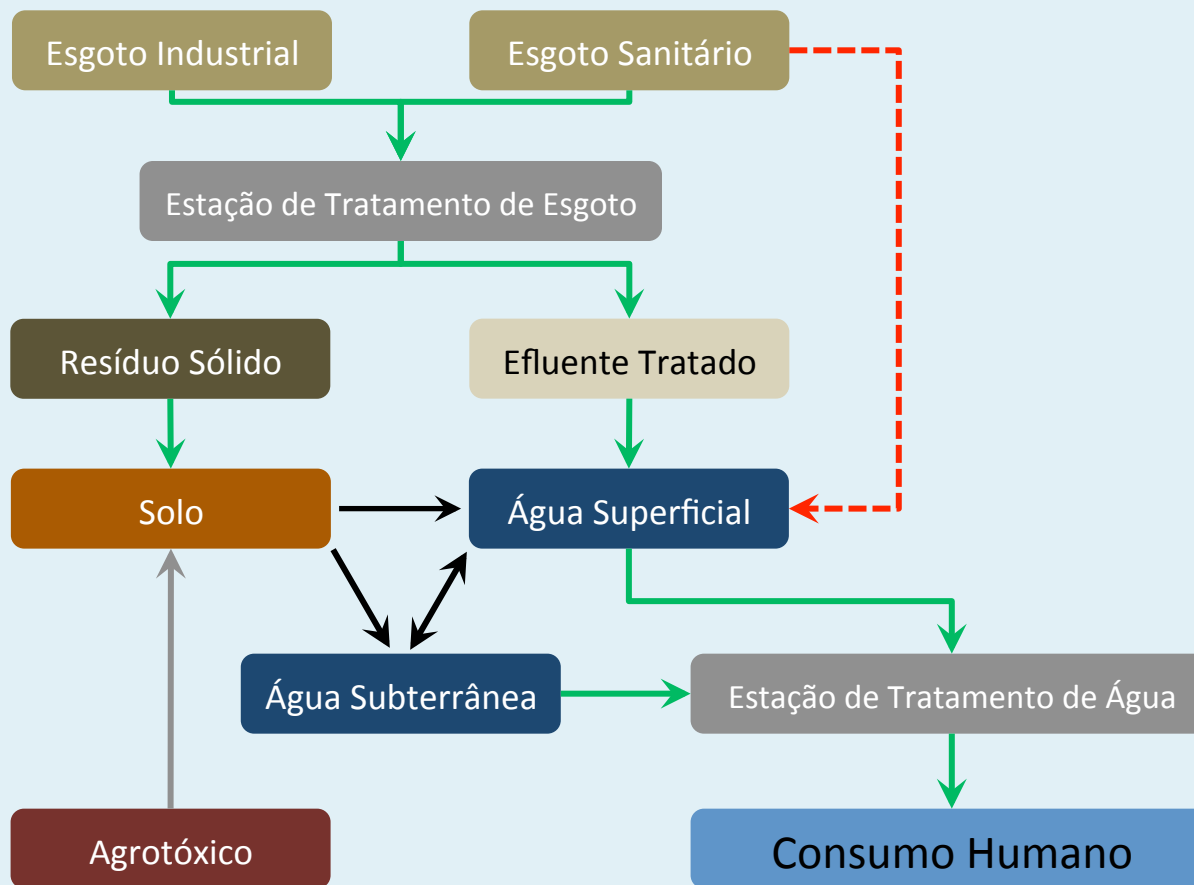 Esgoto Industrial
Esgoto Sanitário
Estação de Tratamento de Esgoto
Resíduo Sólido
Efluente Tratado
Solo
Água Superficial
Água Subterrânea
Estação de Tratamento de Água
Agrotóxico
Consumo Humano